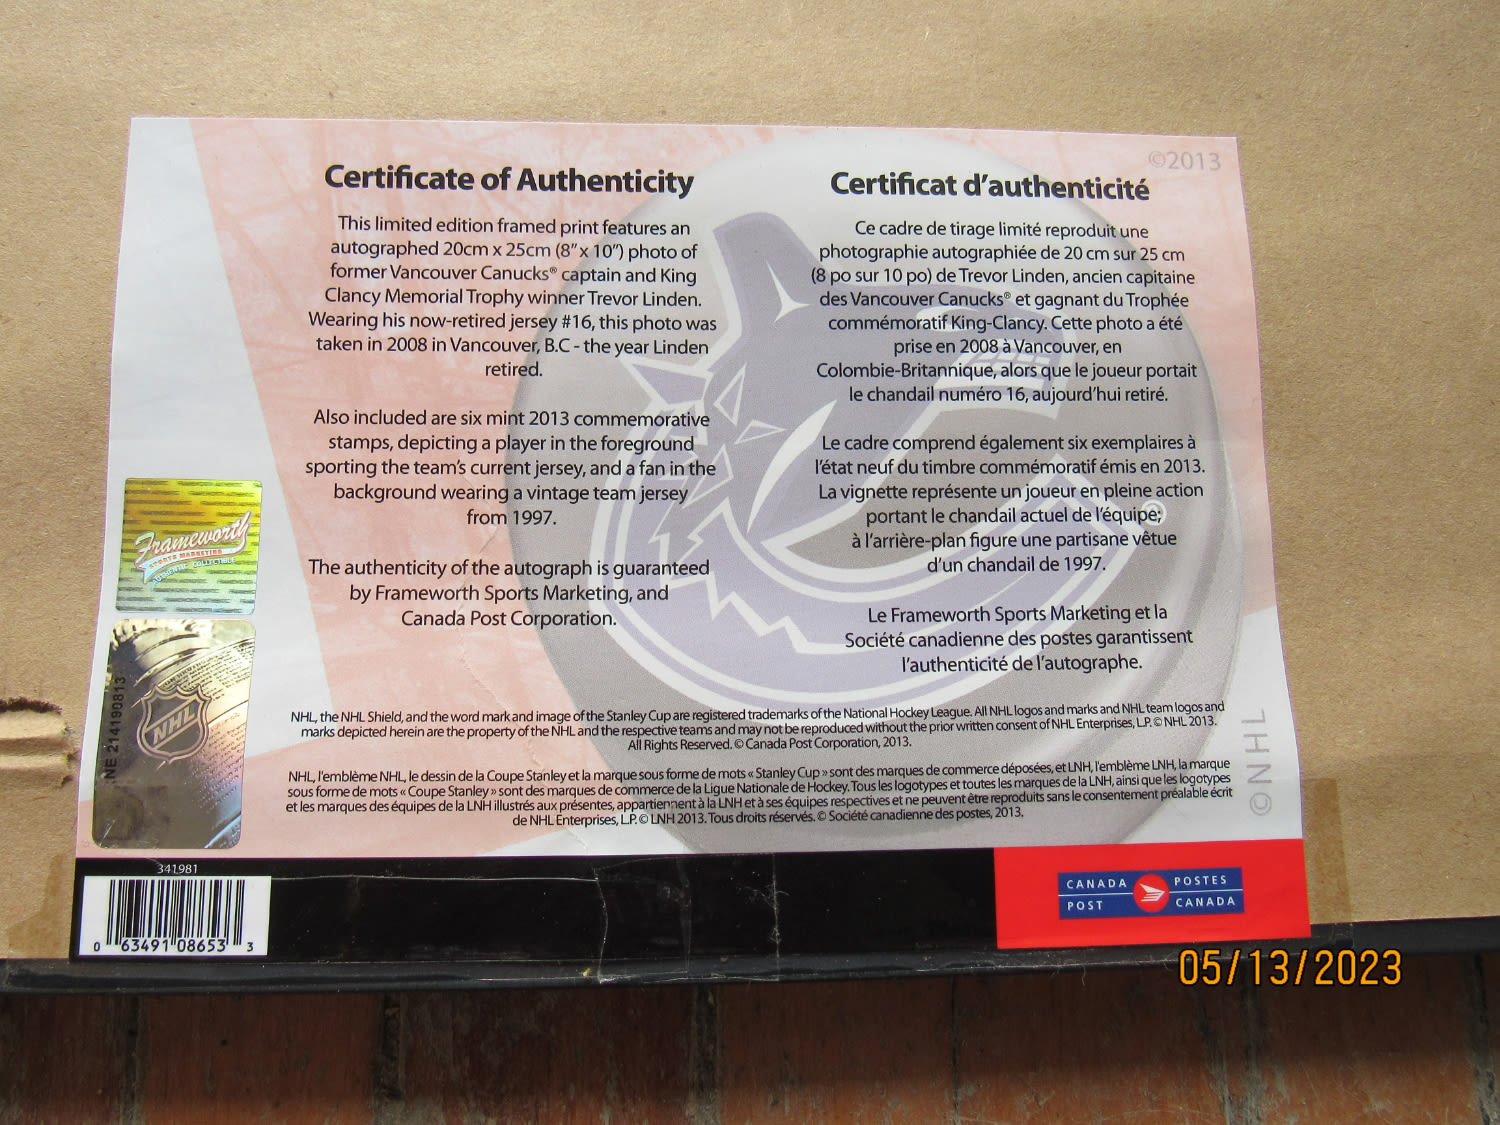 ©2013
Certificate of Authenticity
This limited edition framed print features an
autographed 20cm x 25cm (8” x 10”) photo of
former Vancouver Canucks® captain and King
Clancy Memorial Trophy winner Trevor Linden.
Wearing his now-retired jersey #16, this photo was
taken in 2008 in Vancouver, B.C - the year Linden
retired.
Also included are six mint 2013 commemorative
stamps, depicting a player in the foreground
sporting the team’s current jersey, and a fan in the
background wearing a vintage team jersey
from 1997.
The authenticity of the autograph is guaranteed
by Frameworth Sports Marketing, and
Canada Post Corporation.
Certificat d’authenticité
Ce cadre de tirage limité reproduit une
photographie autographiée de 20 cm sur 25 cm
(8 po sur 10 po) de Trevor Linden, ancien capitaine
des Vancouver Canucks® et gagnant du Trophée
commémoratif King-Clancy. Cette photo a été
prise en 2008 à Vancouver, en
Colombie-Britannique, alors que le joueur portait
le chandail numéro 16, aujourd’hui retiré.
Le cadre comprend également six exemplaires à
l’état neuf du timbre commémoratif émis en 2013.
La vignette représente un joueur en pleine action
portant le chandail actuel de l’équipe;
à l’arrière-plan figure une partisane vêtue
d’un chandail de 1997.
Le Frameworth Sports Marketing et la
Société canadienne des postes garantissent
l’authenticité de l’autographe.
®
Frameworth
SPORTS MARKETING
AUTHENTIC COLLECTIBLE
NHL
NE 214190813
NHL, the NHL Shield, and the word mark and image of the Stanley Cup are registered trademarks of the National Hockey League. All NHL logos and marks and NHL team logos and
marks depicted herein are the property of the NHL and the respective teams and may not be reproduced without the prior written consent of NHL Enterprises, L.P. © NHL 2013.
All Rights Reserved. © Canada Post Corporation, 2013.
NHL, l’emblème NHL, le dessin de la Coupe Stanley et la marque sous forme de mots « Stanley Cup » sont des marques de commerce déposées, et LNH, l’emblème LNH, la marque
sous forme de mots « Coupe Stanley » sont des marques de commerce de la Ligue Nationale de Hockey. Tous les logotypes et toutes les marques de la LNH, ainsi que les logotypes
et les marques des équipes de la LNH illustrés aux présentes, appartiennent à la LNH et à ses équipes respectives et ne peuvent être reproduits sans le consentement préalable écrit
de NHL Enterprises, L.P. © LNH 2013. Tous droits réservés. © Société canadienne des postes, 2013.
©NHL
341981
0 63491 08653 3
CANADA POSTES
POST CANADA
05/13/2023